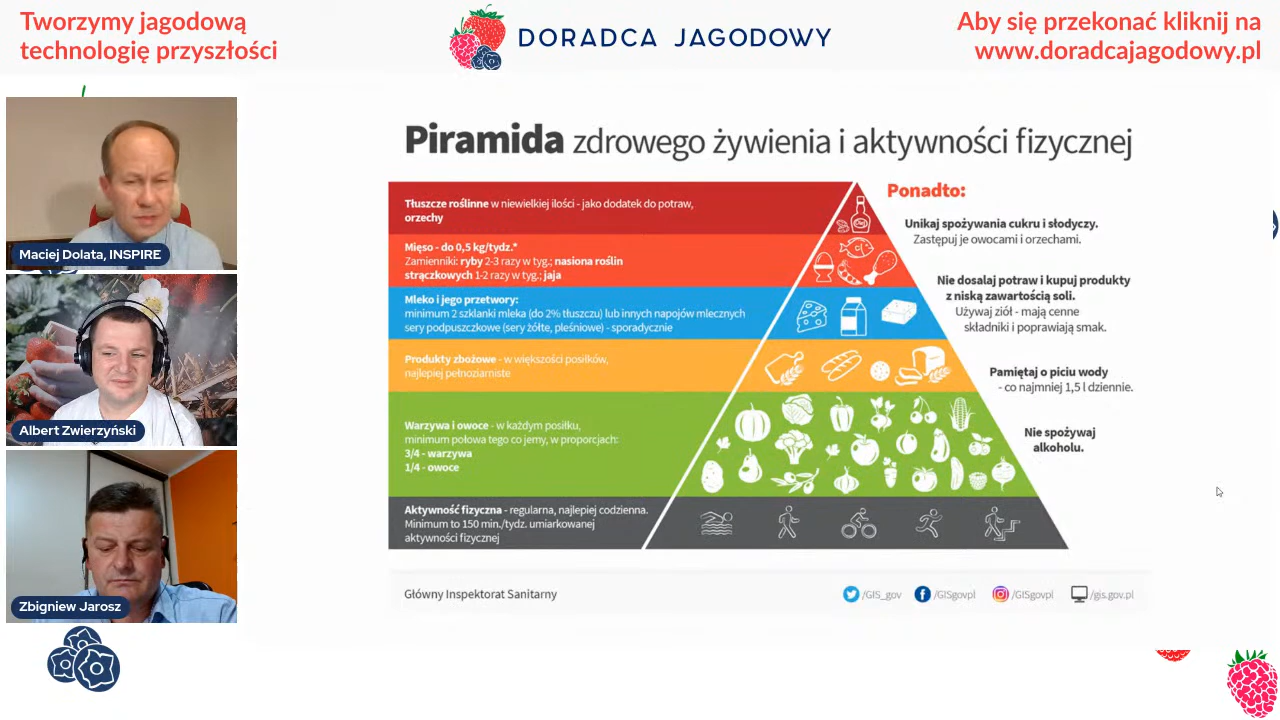 Tworzymy jagodową
technologię przyszłości
DORADCA JAGODOWY
Aby się przekonać kliknij na
www.doradcajagodowy.pl
Maciej Dolata, INSPIRE
Albert Zwierzyński
Zbigniew Jarosz
Piramida zdrowego żywienia i aktywności fizycznej
Tłuszcze roślinne w niewielkiej ilości - jako dodatek do potraw,
orzechy
Mięso - do 0,5 kg/tydz.*
Zamienniki: ryby 2-3 razy w tyg.; nasiona roślin
strączkowych 1-2 razy w tyg.; jaja
Mleko i jego przetwory:
minimum 2 szklanki mleka (do 2% tłuszczu) lub innych napojów mlecznych
sery podpuszczkowe (sery żółte, pleśniowe) - sporadycznie
Produkty zbożowe - w większości posiłków,
najlepiej pełnoziarniste
Warzywa i owoce - w każdym posiłku,
minimum połowa tego co jemy, w proporcjach:
3/4 - warzywa
1/4 - owoce
Aktywność fizyczna - regularna, najlepiej codzienna.
Minimum to 150 min./tydz. umiarkowanej
aktywności fizycznej
Ponadto:
Unikaj spożywania cukru i słodyczy.
Zastępuj je owocami i orzechami.
Nie dosalaj potraw i kupuj produkty
z niską zawartością soli.
Używaj ziół - mają cenne
składniki i poprawiają smak.
Pamiętaj o piciu wody
- co najmniej 1,5 l dziennie.
Nie spożywaj
alkoholu.
Główny Inspektorat Sanitarny
/GIS_gov
/GISgovpl
/GISgovpl
/gis.gov.pl